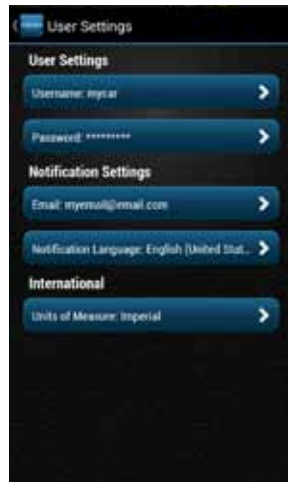 User Settings
User Settings
Username: mycar
Password: *********
Notification Settings
Email: myemail@email.com
Notification Language: English (United Stat...
International
Units of Measure: Imperial